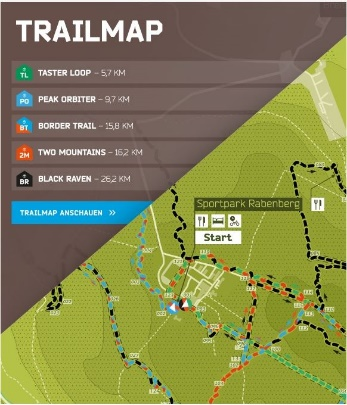 TRAILMAP
TL TASTER LOOP – 5,7 KM
PO PEAK ORBITER – 9,7 KM
BT BORDER TRAIL – 15,8 KM
2M TWO MOUNTAINS – 16,2 KM
BR BLACK RAVEN – 26,2 KM
TRAILMAP ANSCHAUEN »
Sportpark Rabenberg
Start